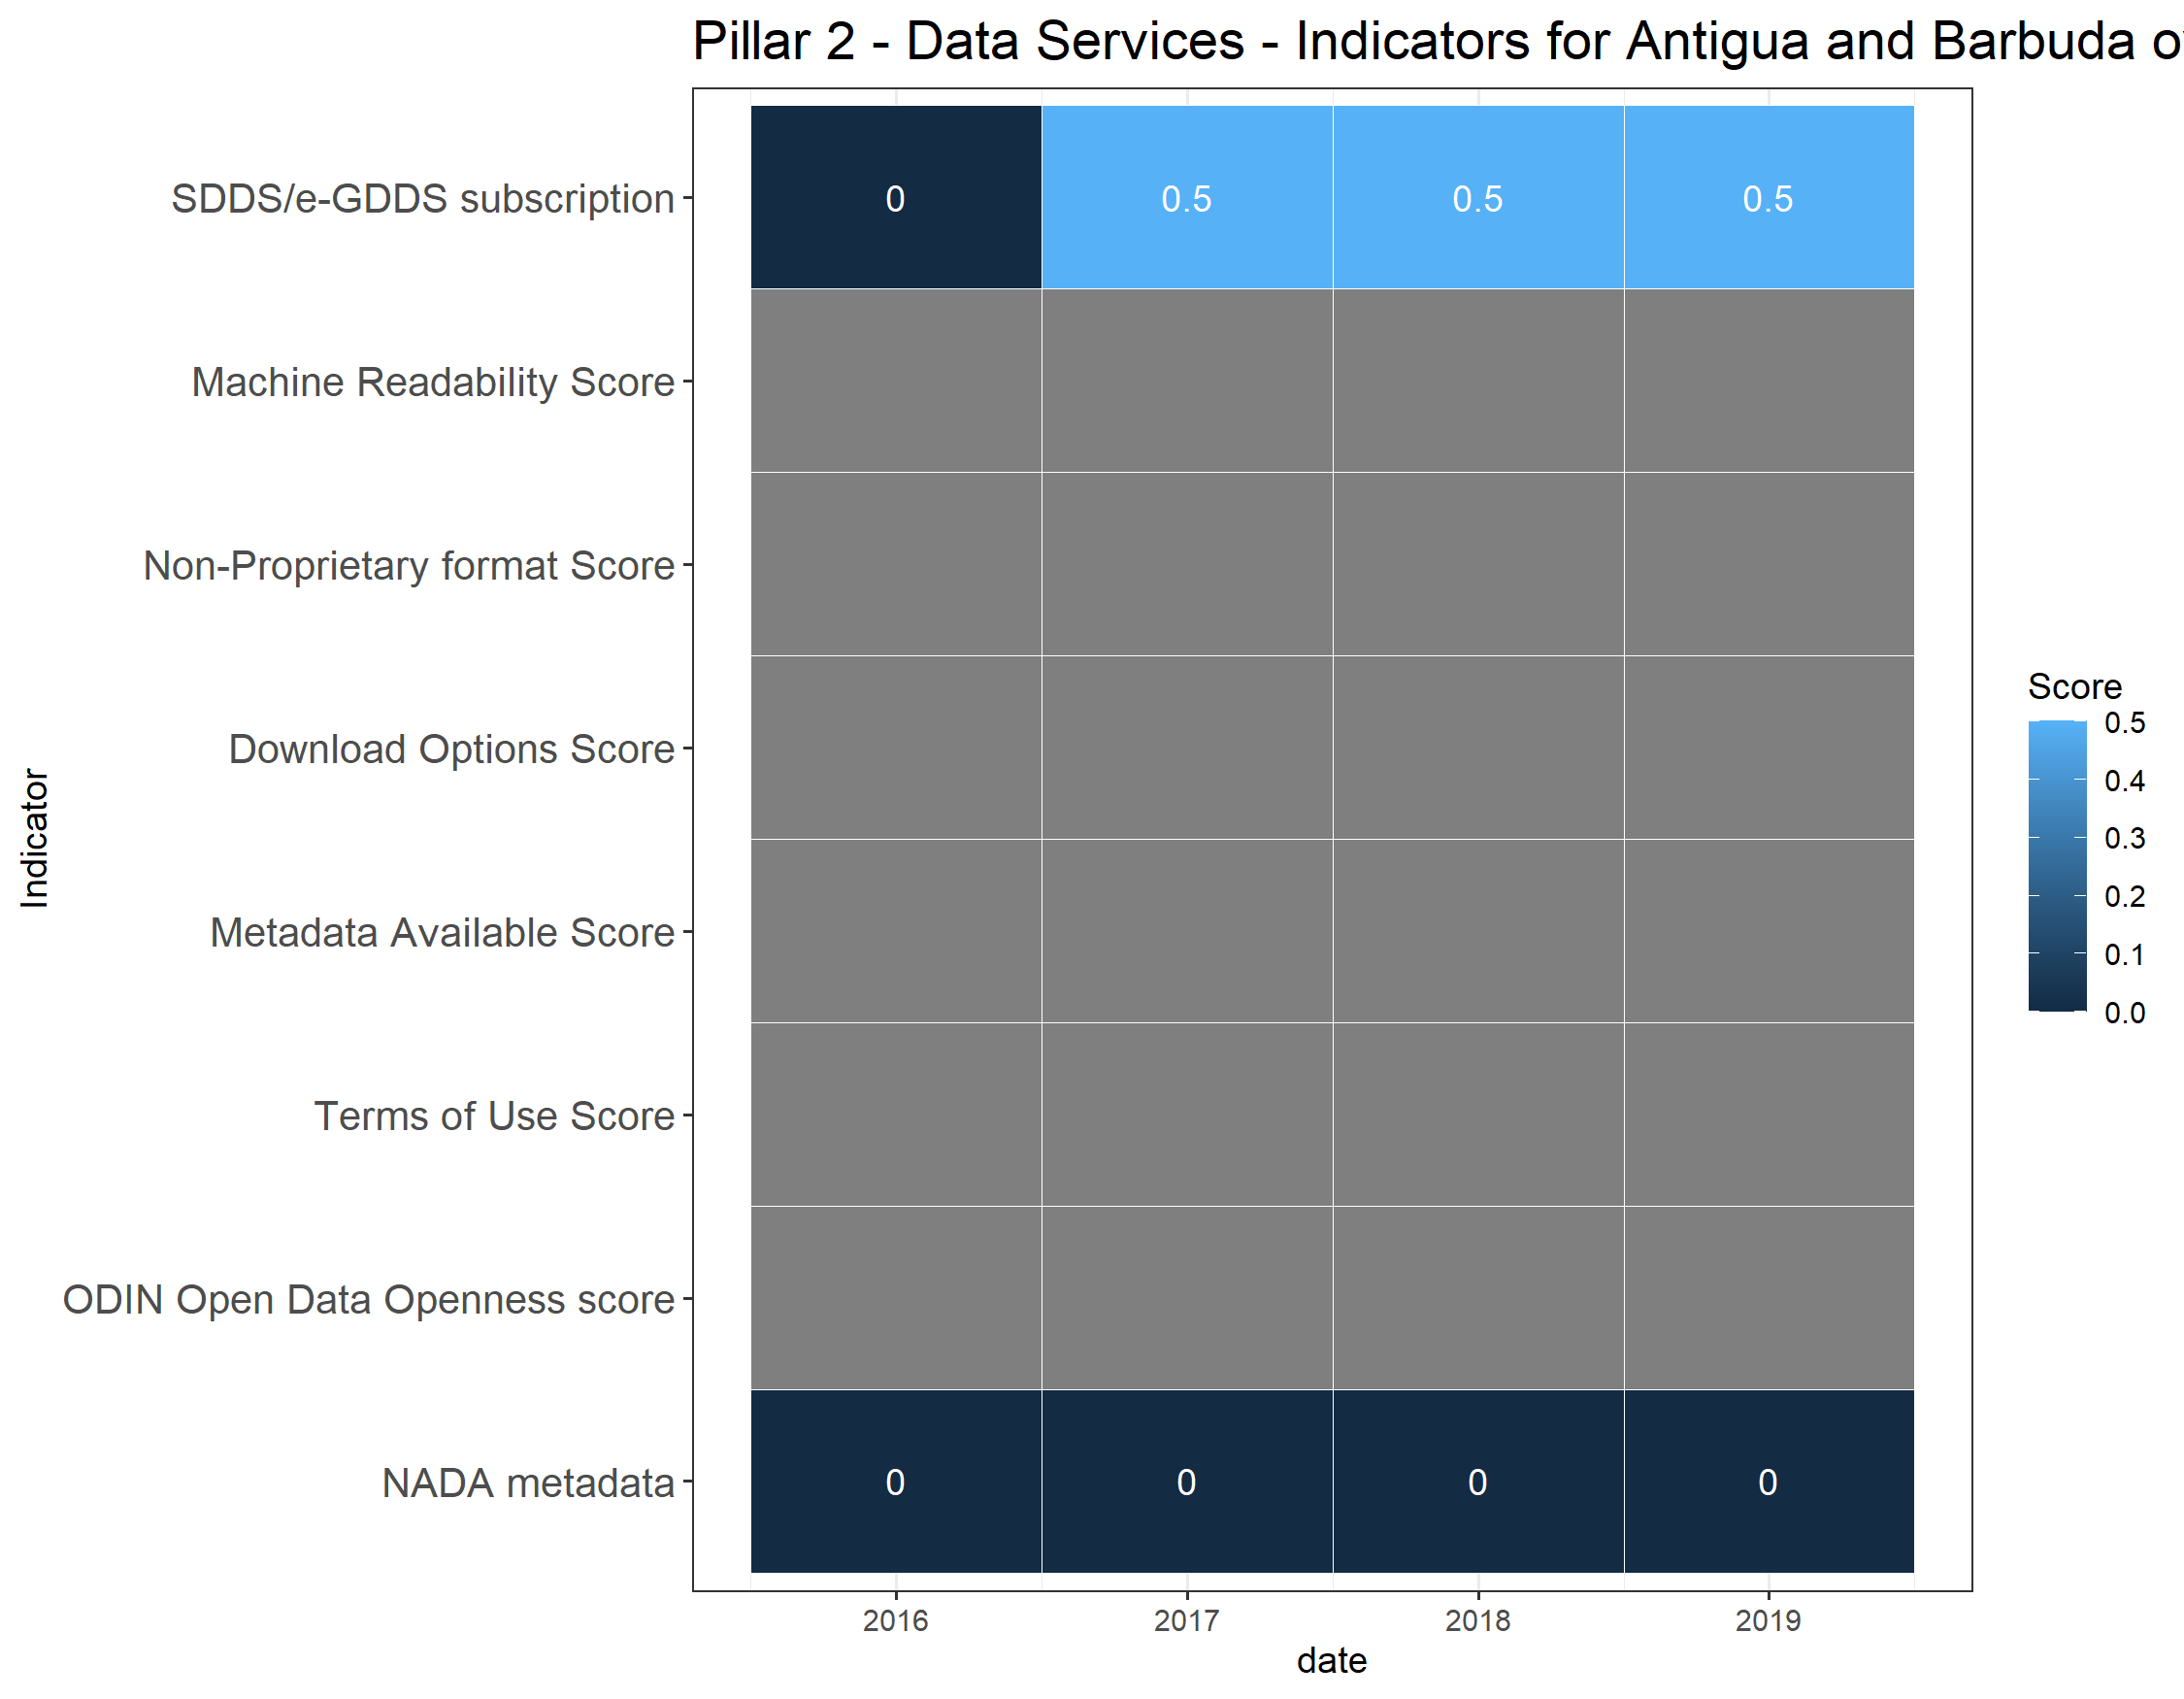 Pillar 2 - Data Services - Indicators for Antigua and Barbuda
SDDS/e-GDDS subscription
0 0.5 0.5 0.5
Machine Readability Score
Non-Proprietary format Score
Download Options Score
Metadata Available Score
Terms of Use Score
ODIN Open Data Openness score
NADA metadata
0 0 0 0
Indicator
2016 2017 2018 2019
date
Score
0.5
0.4
0.3
0.2
0.1
0.0